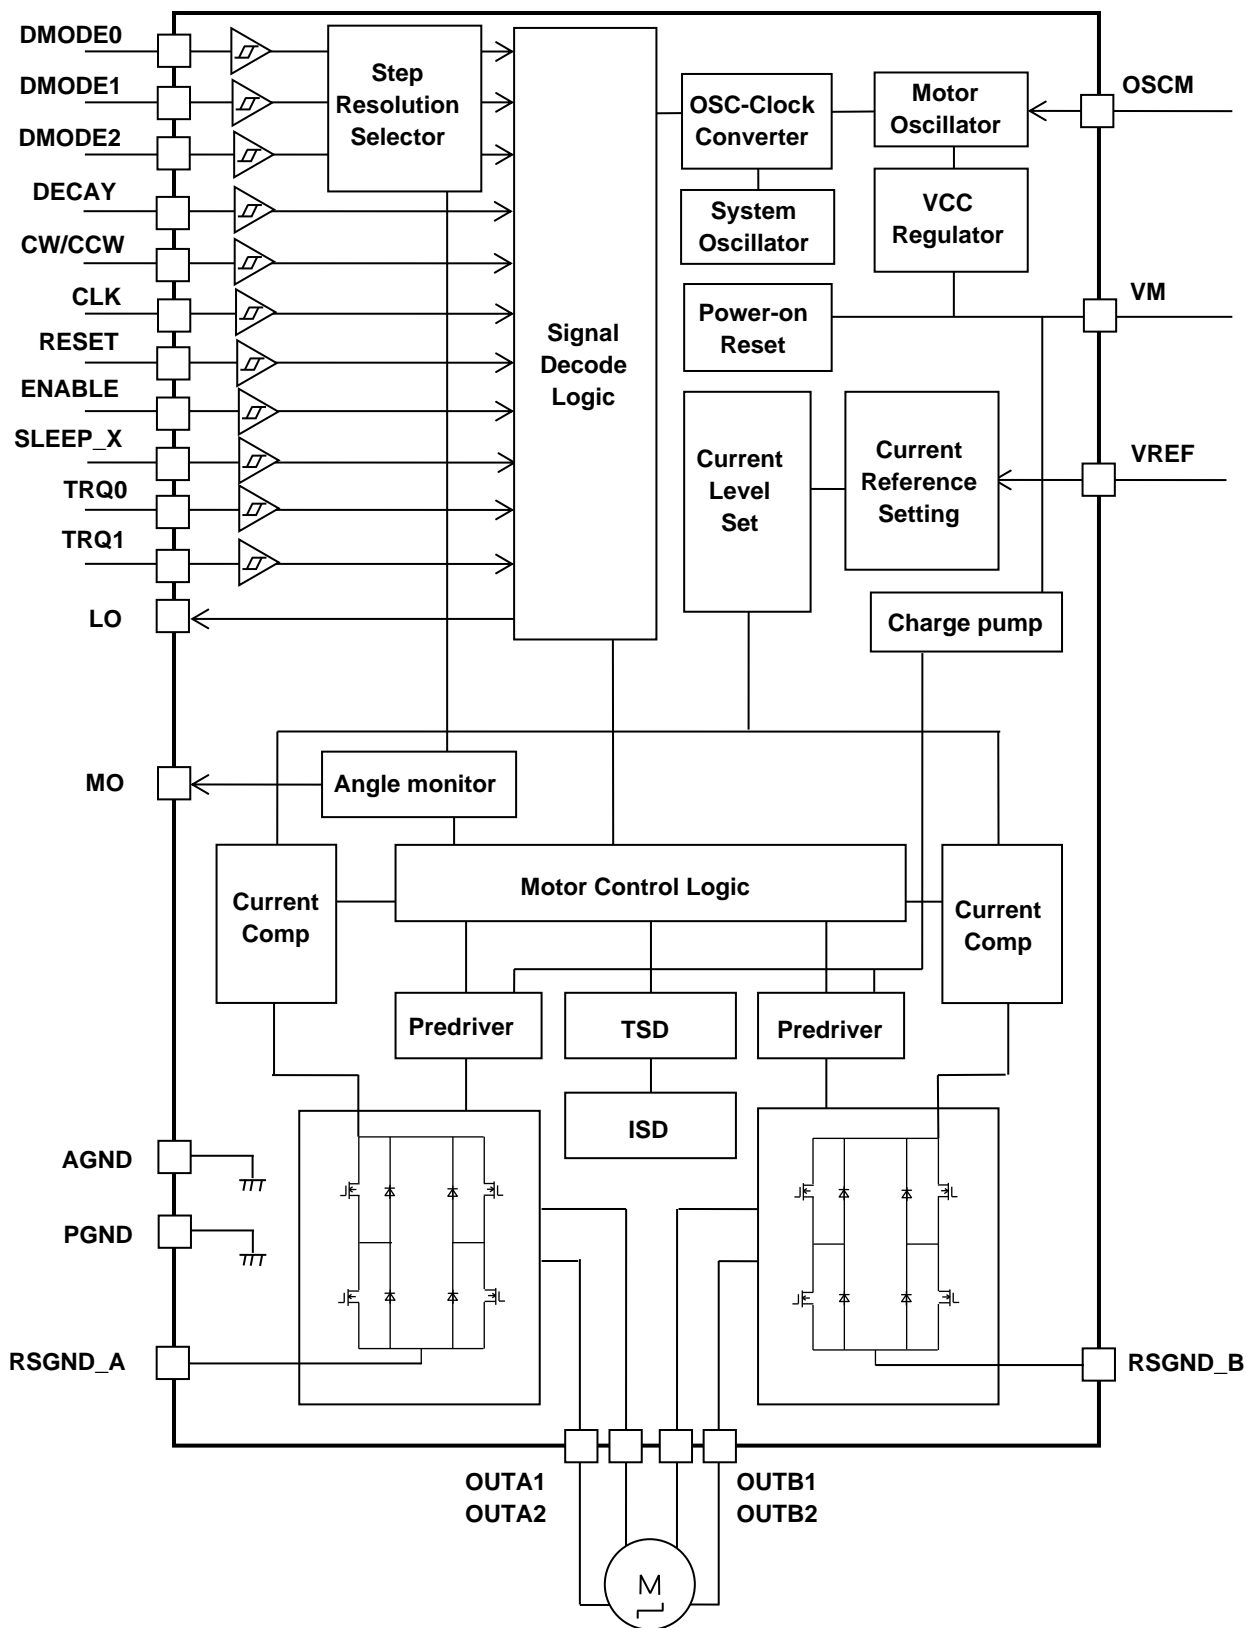 DMODE0
DMODE1
DMODE2
DECAY
CW/CCW
CLK
RESET
ENABLE
SLEEP_X
TRQ0
TRQ1
LO
MO
AGND
PGND
RSGND_A
Step
Resolution
Selector
Signal
Decode
Logic
OSC-Clock
Converter
Motor
Oscillator
OSCM
System
Oscillator
VCC
Regulator
Power-on
Reset
VM
Current
Level
Set
Current
Reference
Setting
VREF
Charge pump
Angle monitor
Motor Control Logic
Current
Comp
Current
Comp
Predriver
TSD
Predriver
ISD
RSGND_B
OUTA1
OUTA2
OUTB1
OUTB2
M